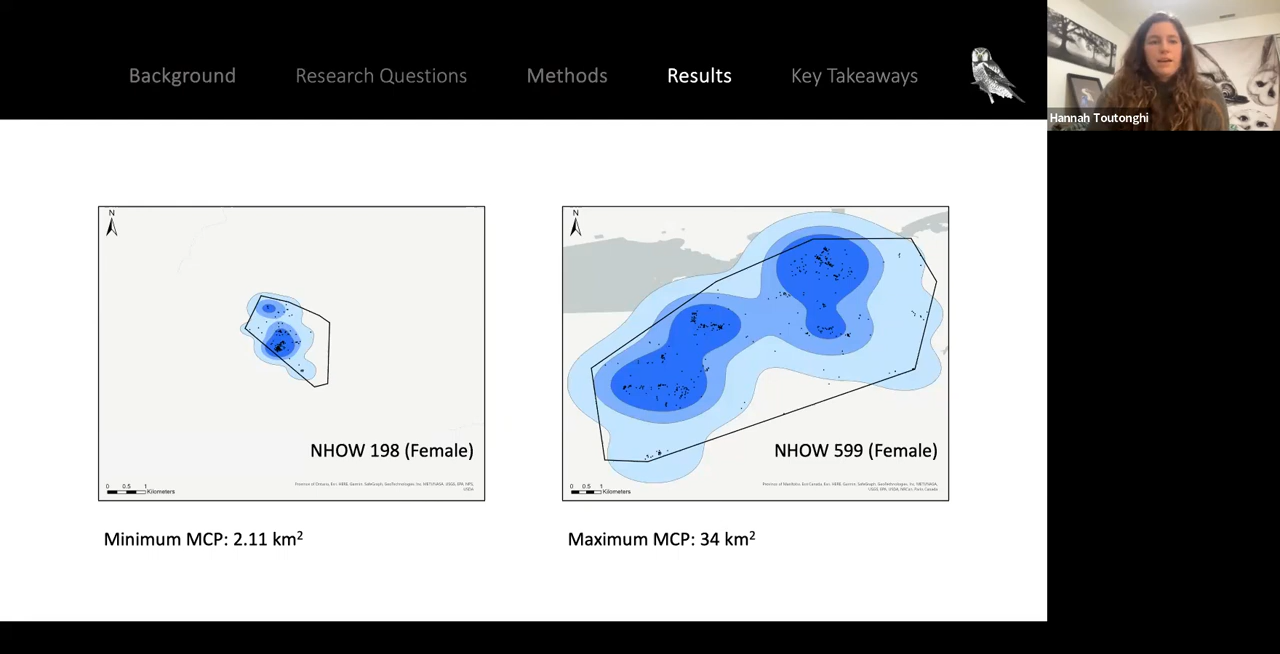 Background Research Questions Methods Results Key Takeaways
Hannah Toutonghi
N
NHOW 198 (Female)
0 0.5 1
Kilometers
Minimum MCP: 2.11 km²
N
NHOW 599 (Female)
0 0.5 1
Kilometers
Maximum MCP: 34 km²